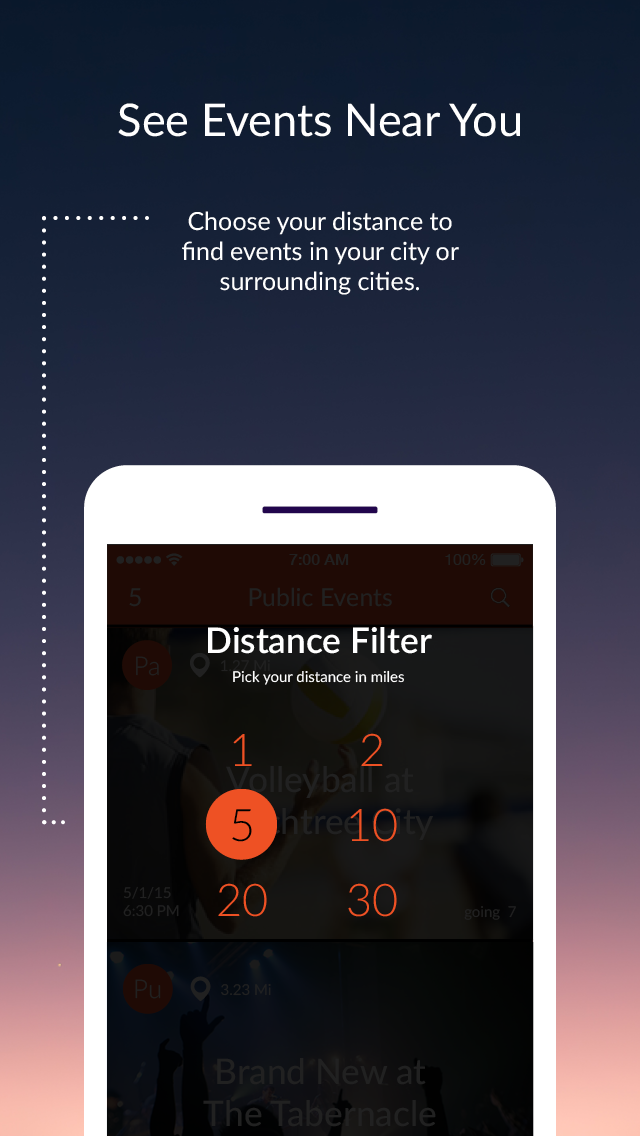 See Events Near You
Choose your distance to
find events in your city or
surrounding cities.
7:00 AM
100%
5
Public Events
Distance Filter
Pa
1.27 Mi
Pick your distance in miles
1
2
Volleyball at
5
10
City
5/1/15
6:30 PM
20
30
going 7
Pu
3.23 Mi
Brand New at
The Tabernacle